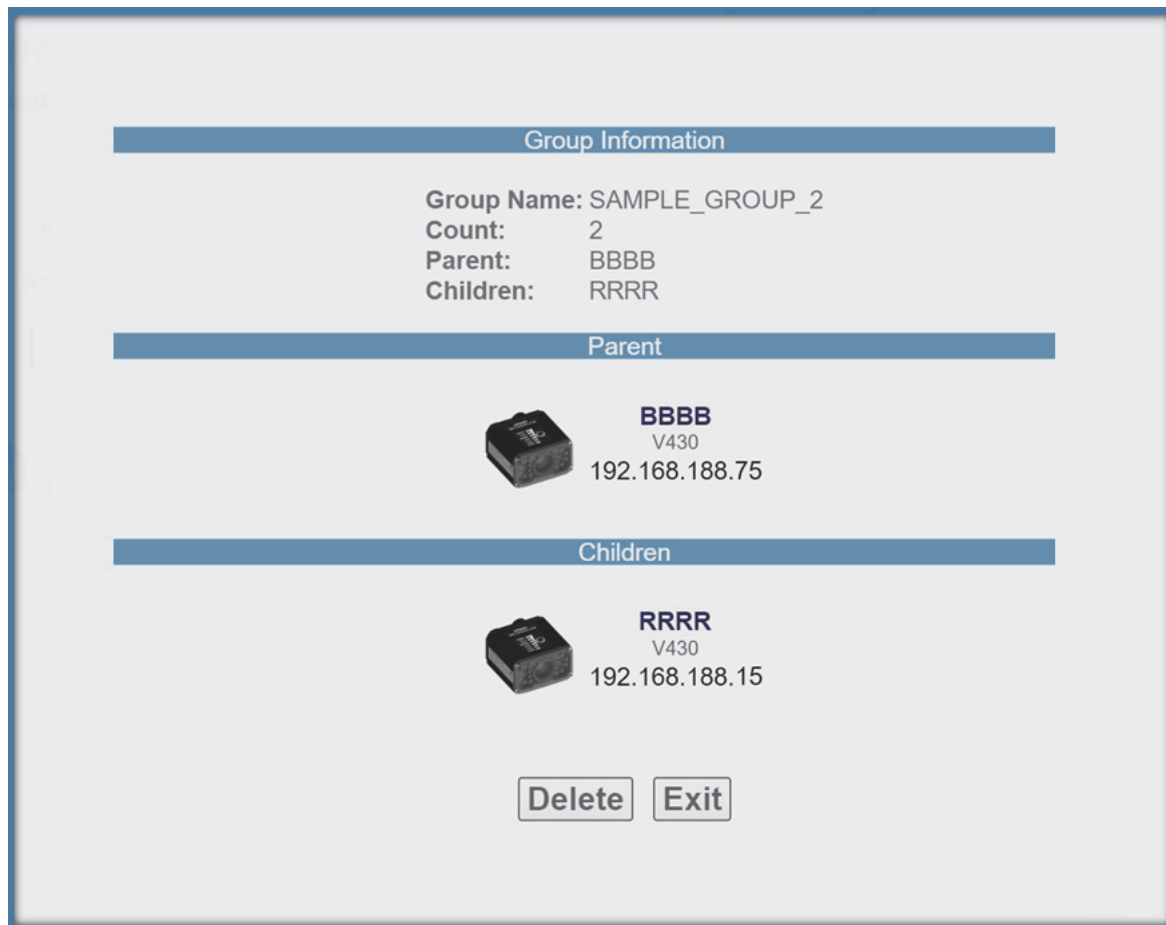 Group Information
Group Name: SAMPLE_GROUP_2
Count: 2
Parent: BBBB
Children: RRRR
Parent
BBBB
V430
192.168.188.75
Children
RRRR
V430
192.168.188.15
Delete Exit